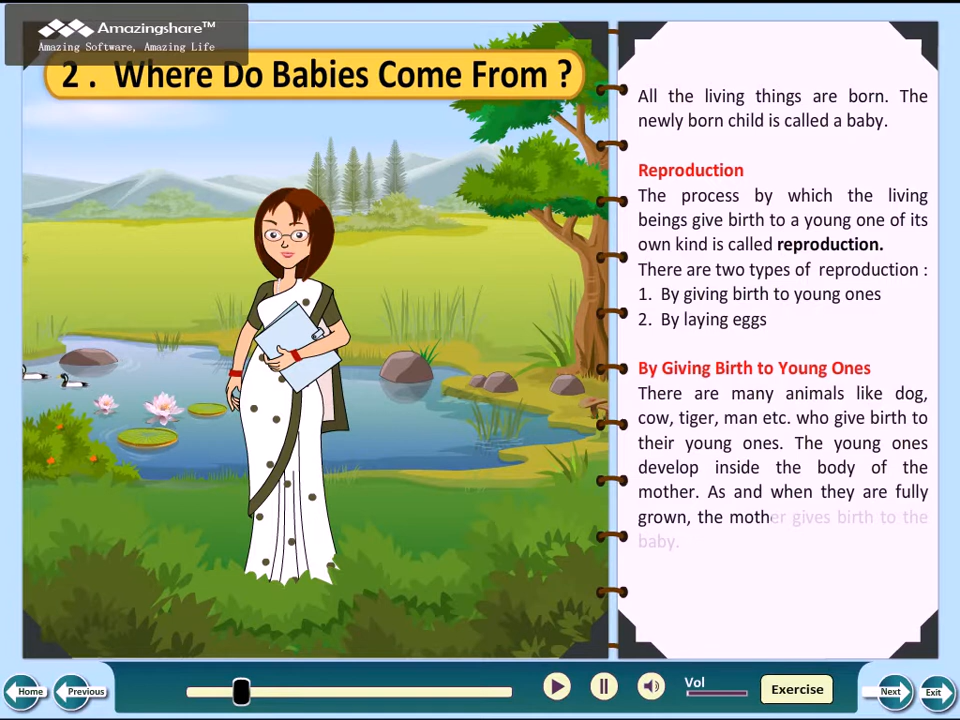 Amazingshare™
Amazing Software, Amazing Life
2 . Where Do Babies Come From ?
All the living things are born. The
newly born child is called a baby.
Reproduction
The process by which the living
beings give birth to a young one of its
own kind is called reproduction.
There are two types of reproduction :
1. By giving birth to young ones
2. By laying eggs
By Giving Birth to Young Ones
There are many animals like dog,
cow, tiger, man etc. who give birth to
their young ones. The young ones
develop inside the body of the
mother. As and when they are fully
grown, the mother gives birth to the
baby.
Home
Previous
Vol
Exercise
Next
Exit